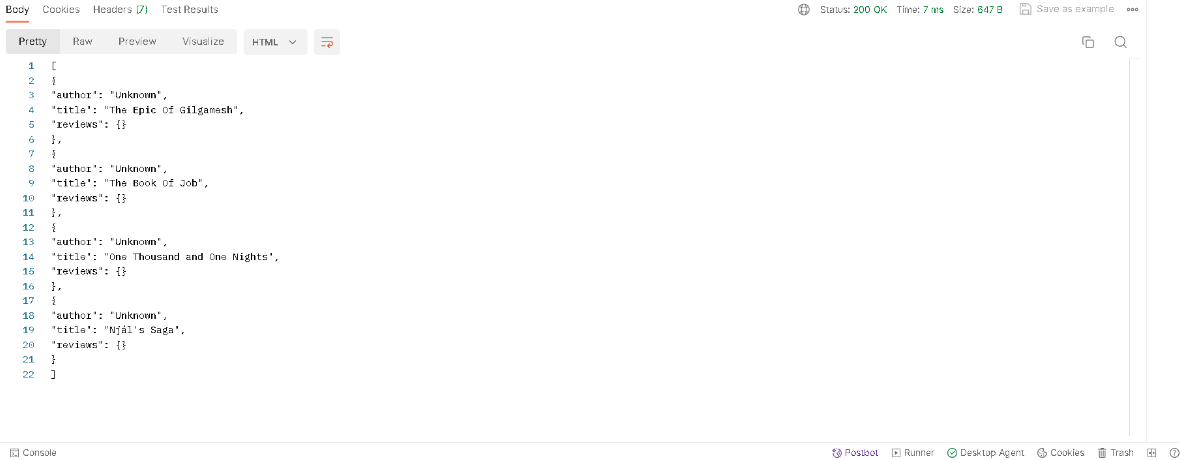 Body Cookies Headers (7) Test Results Status: 200 OK Time: 7 ms Size: 647 B Save as example
Pretty Raw Preview Visualize HTML
1 [
2 {
3 "author": "Unknown",
4 "title": "The Epic Of Gilgamesh",
5 "reviews": {}
6 },
7 {
8 "author": "Unknown",
9 "title": "The Book Of Job",
10 "reviews": {}
11 },
12 {
13 "author": "Unknown",
14 "title": "One Thousand and One Nights",
15 "reviews": {}
16 },
17 {
18 "author": "Unknown",
19 "title": "Njál's Saga",
20 "reviews": {}
21 }
22 ]
Console Postbot Runner Desktop Agent Cookies Trash